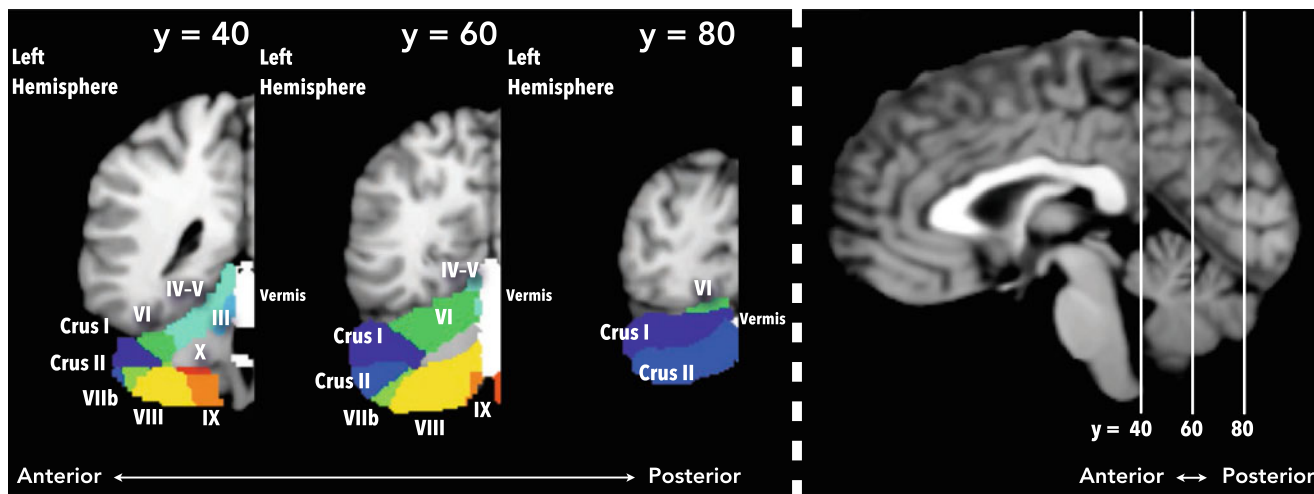 y = 40
Left
Hemisphere
IV-V
VI
III
Vermis
Crus I
X
Crus II
VIIb
VIII
IX
y = 60
Left
Hemisphere
IV-V
Vermis
VI
Crus I
Crus II
VIIb
IX
VIII
y = 80
Left
Hemisphere
VI
Vermis
Crus I
Crus II
Anterior
Posterior
y = 40 60 80
Anterior
Posterior